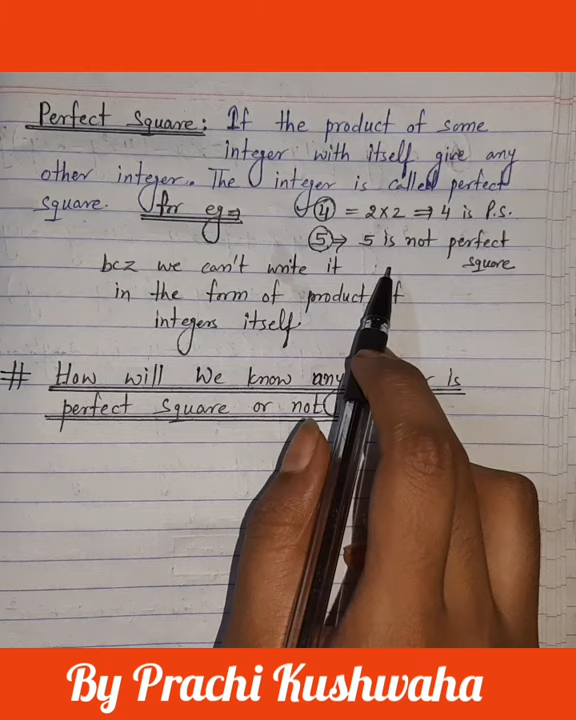 Perfect Square: If the product of some
integer with itself give any
other integer. The integer is called perfect
square. for eg⇒ 4 = 2×2 ⇒ 4 is P.S.
5 → 5 is not perfect
square
bcz we can't write it
in the form of product
integers itself.
# How will We know any is
perfect Square or not
By Prachi Kushwaha